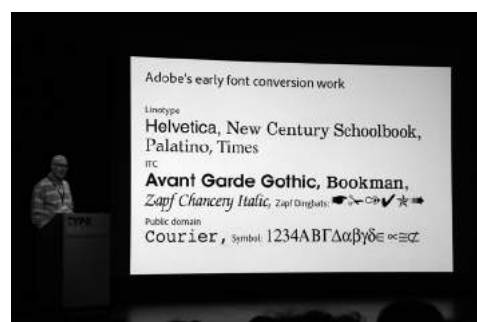 Adobe's early font conversion work
Linotype
Helvetica, New Century Schoolbook,
Palatino, Times
ITC
Avant Garde Gothic, Bookman,
Zapf Chancery Italic, Zapf Dingbats: ☛✂✑✔✯➠
Public domain
Courier, Symbol: 1234ΑΒΓΔαβγδ∈∝≅⊄
TYPO